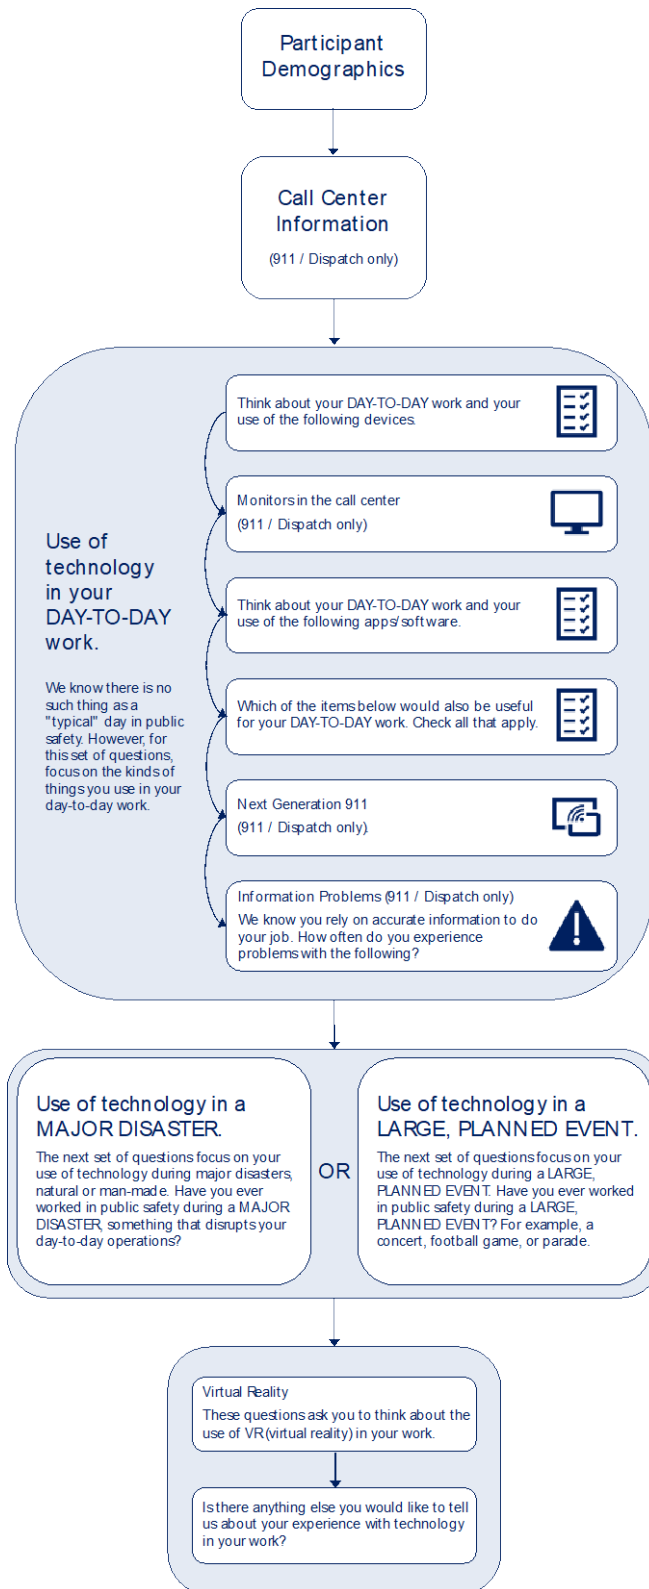 Participant
Demographics
Call Center
Information
(911 / Dispatch only)
Use of
technology
in your
DAY-TO-DAY
work.
We know there is no
such thing as a
"typical" day in public
safety. However, for
this set of questions,
focus on the kinds of
things you use in your
day-to-day work.
Think about your DAY-TO-DAY work and your
use of the following devices.
Monitors in the call center
(911 / Dispatch only)
Think about your DAY-TO-DAY work and your
use of the following apps/software.
Which of the items below would also be useful
for your DAY-TO-DAY work. Check all that apply.
Next Generation 911
(911 / Dispatch only).
Information Problems (911 / Dispatch only)
We know you rely on accurate information to do
your job. How often do you experience
problems with the following?
Use of technology in a
MAJOR DISASTER.
The next set of questions focus on your
use of technology during major disasters,
natural or man-made. Have you ever
worked in public safety during a MAJOR
DISASTER, something that disrupts your
day-to-day operations?
OR
Use of technology in a
LARGE, PLANNED EVENT.
The next set of questions focus on your
use of technology during a LARGE,
PLANNED EVENT. Have you ever worked
in public safety during a LARGE,
PLANNED EVENT? For example, a
concert, football game, or parade.
Virtual Reality
These questions ask you to think about the
use of VR (virtual reality) in your work.
Is there anything else you would like to tell
us about your experience with technology
in your work?